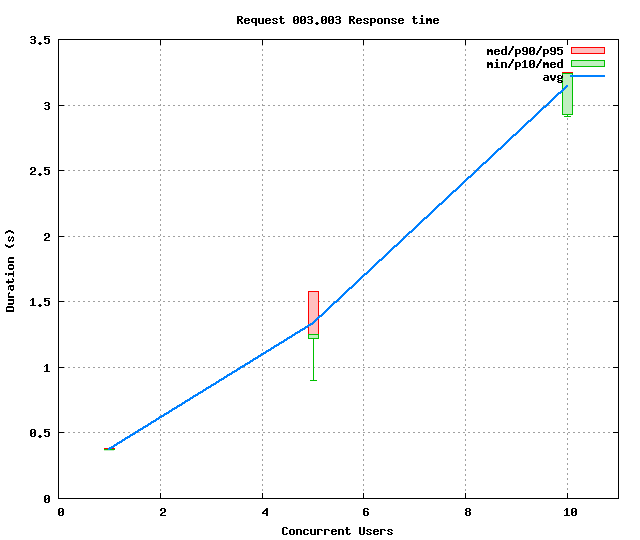 Request 003.003 Response time
3.5
3
2.5
2
1.5
1
0.5
0
med/p90/p95
min/p10/med
avg
Duration (s)
0 2 4 6 8 10
Concurrent Users